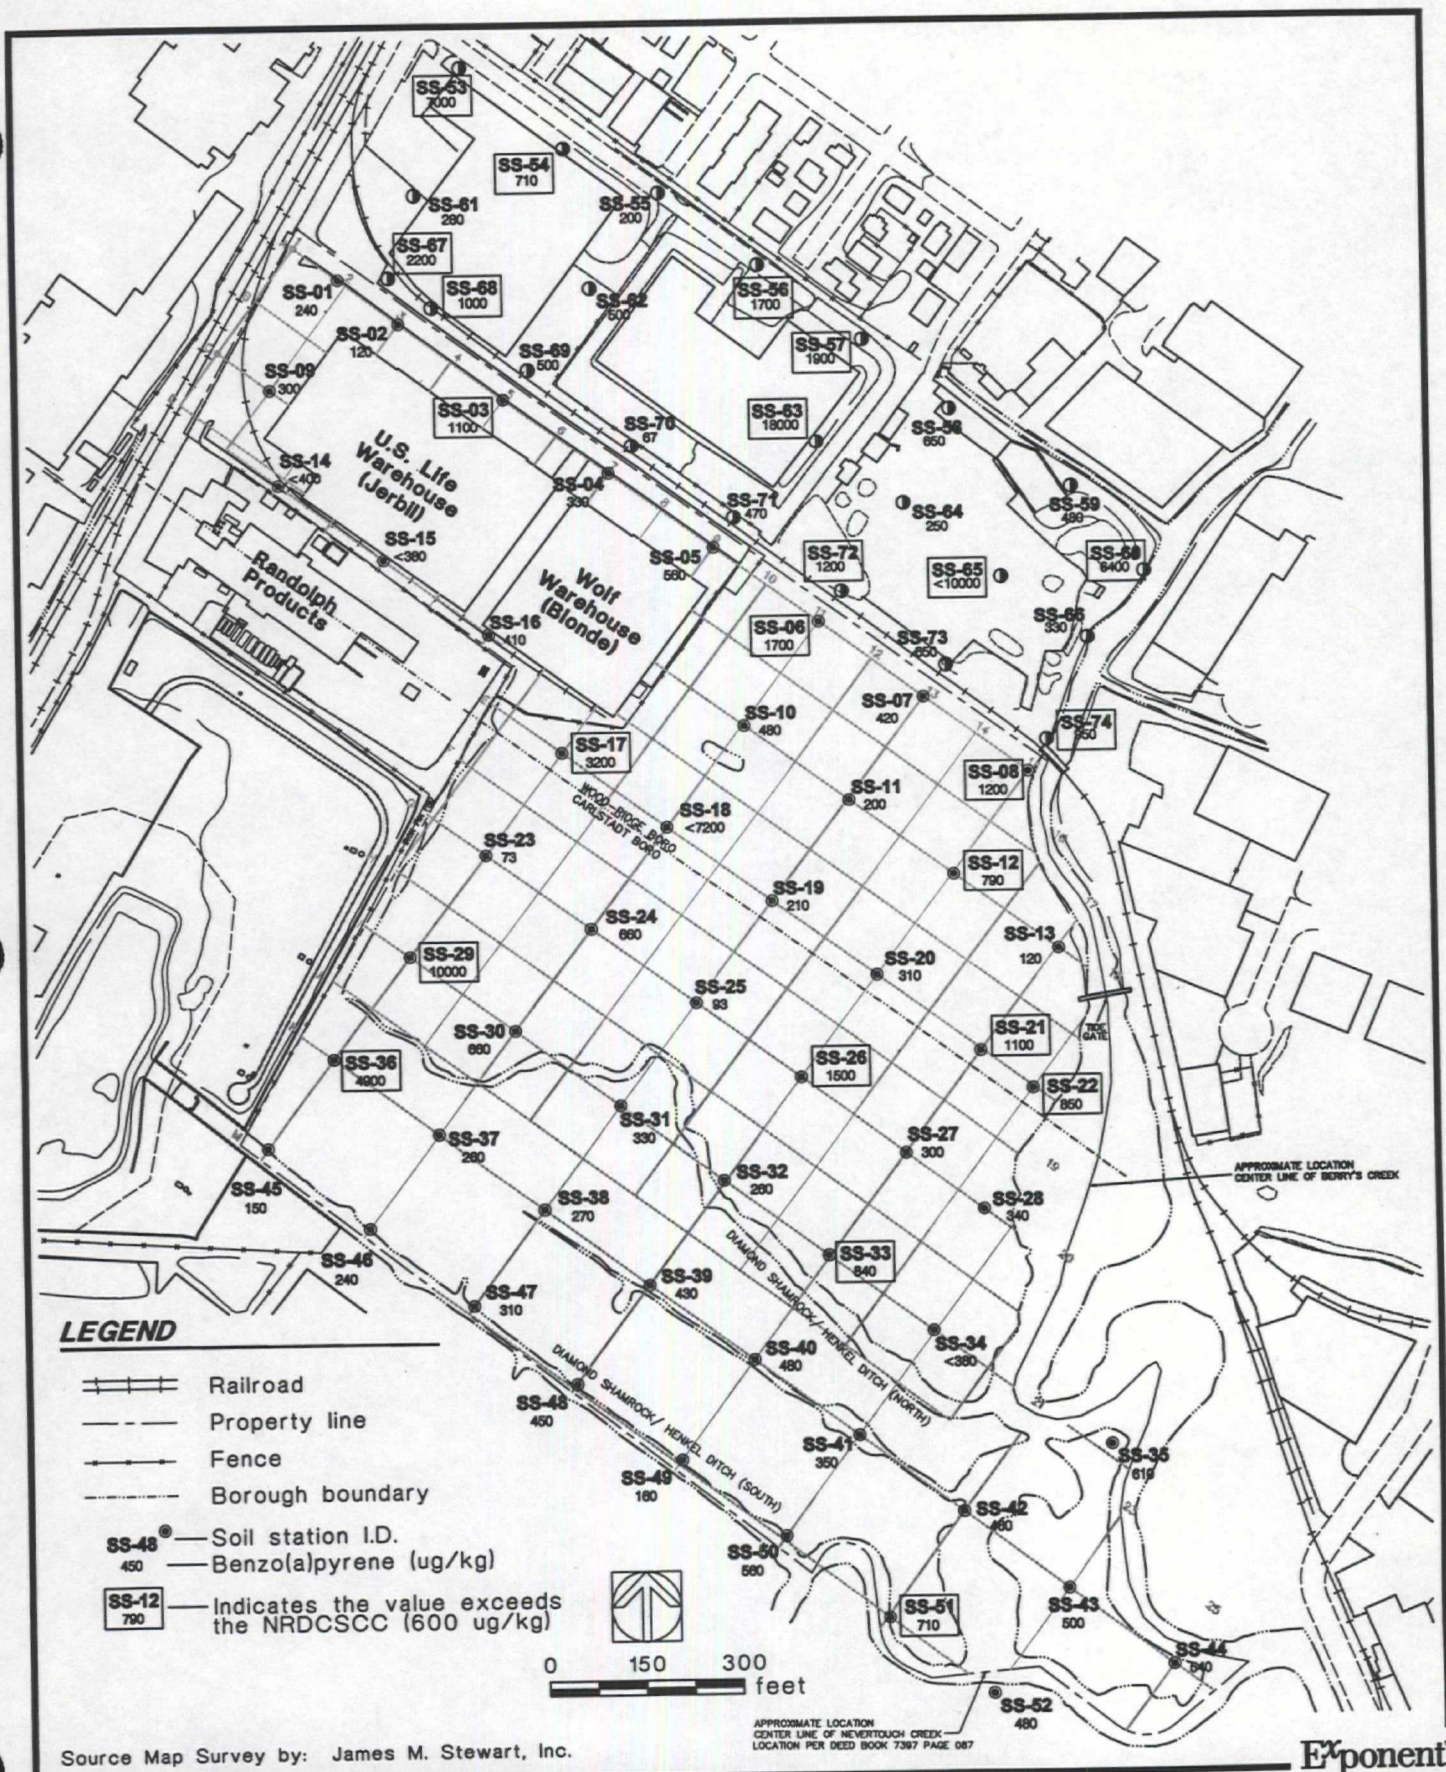 SS-53
7000
SS-54
710
SS-55
200
SS-61
280
SS-67
2200
SS-68
1000
SS-56
1700
SS-62
500
SS-01
240
SS-02
120
SS-57
1900
SS-69
500
SS-09
300
SS-03
1100
SS-63
18000
SS-58
650
SS-70
67
U.S. Life
Warehouse
(Jerbil)
SS-14
<400
SS-04
330
SS-71
470
SS-64
250
SS-59
480
SS-15
<380
SS-05
560
SS-72
1200
SS-65
<10000
SS-60
6400
Randolph
Products
Wolf
Warehouse
(Blonde)
SS-16
410
SS-06
1700
SS-66
330
SS-73
SS-07
420
SS-10
480
SS-74
SS-17
3200
SS-08
1200
SS-11
200
WOOD-RIDGE BORO
CARLSTADT BORO
SS-18
<7200
SS-23
73
SS-12
790
SS-19
210
SS-24
660
SS-13
120
SS-29
10000
SS-20
310
SS-25
93
TIDE
GATE
SS-30
660
SS-21
1100
SS-36
4900
SS-26
1500
SS-22
850
SS-31
330
SS-37
260
SS-27
300
SS-32
260
APPROXIMATE LOCATION
CENTER LINE OF BERRY'S CREEK
SS-45
150
SS-38
270
SS-28
340
SS-46
240
SS-33
840
DIAMOND SHAMROCK/ HENKEL DITCH (NORTH)
SS-39
430
SS-47
310
SS-34
<380
SS-40
480
DIAMOND SHAMROCK/ HENKEL DITCH (SOUTH)
SS-48
450
SS-41
350
SS-35
610
SS-49
160
SS-42
460
SS-50
560
SS-43
500
SS-51
710
SS-44
640
SS-52
480
LEGEND
Railroad
Property line
Fence
Borough boundary
SS-48
450
Soil station I.D.
Benzo(a)pyrene (ug/kg)
SS-12
790
Indicates the value exceeds
the NRDCSCC (600 ug/kg)
0 150 300
feet
APPROXIMATE LOCATION
CENTER LINE OF NEVERTOUCH CREEK
LOCATION PER DEED BOOK 7397 PAGE 087
Source Map Survey by: James M. Stewart, Inc.
Exponent